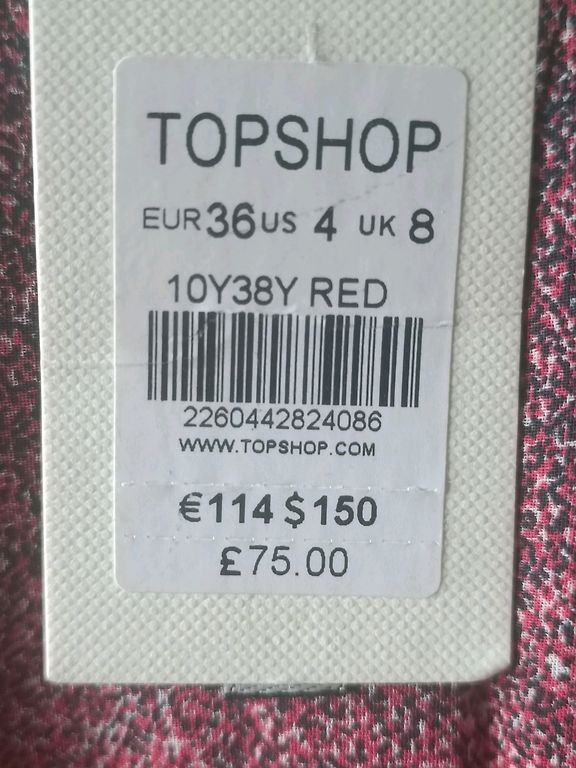 TOPSHOP
EUR 36 US 4 UK 8
10Y38Y RED
2260442824086
WWW.TOPSHOP.COM
€114 $150
£75.00